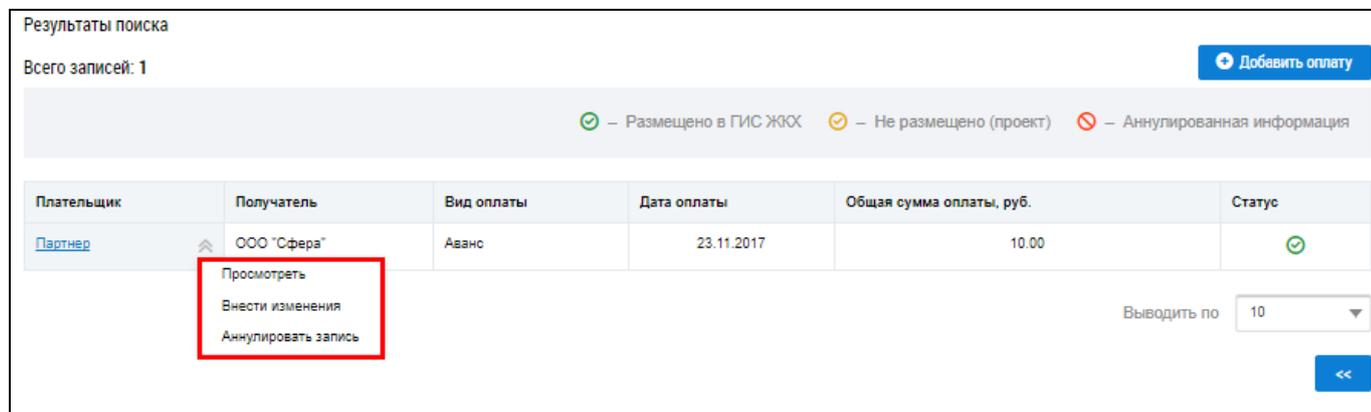 Результаты поиска
Всего записей: 1
Добавить оплату
– Размещено в ГИС ЖКХ – Не размещено (проект) – Аннулированная информация
Плательщик Получатель Вид оплаты Дата оплаты Общая сумма оплаты, руб. Статус
Партнер ООО "Сфера" Аванс 23.11.2017 10.00
Просмотреть
Внести изменения
Аннулировать запись
Выводить по 10
<<